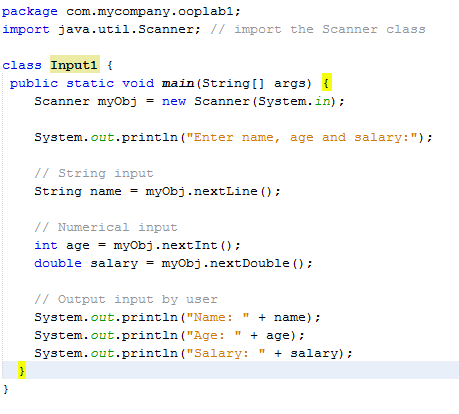 package com.mycompany.ooplab1;
import java.util.Scanner; // import the Scanner class
class Input1 {
public static void main(String[] args) {
Scanner myObj = new Scanner(System.in);
System.out.println("Enter name, age and salary:");
// String input
String name = myObj.nextLine();
// Numerical input
int age = myObj.nextInt();
double salary = myObj.nextDouble();
// Output input by user
System.out.println("Name: " + name);
System.out.println("Age: " + age);
System.out.println("Salary: " + salary);
}
}